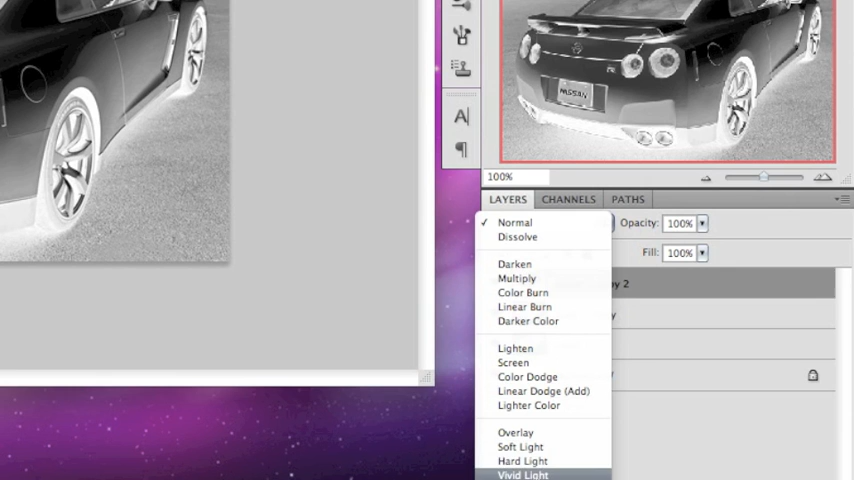 NISSAN
100%
LAYERS CHANNELS PATHS
✓ Normal
Opacity: 100%
Dissolve
Fill: 100%
Darken
Multiply
y 2
Color Burn
Linear Burn
y
Darker Color
Lighten
Screen
Color Dodge
Linear Dodge (Add)
Lighter Color
Overlay
Soft Light
Hard Light
Vivid Light
A
¶